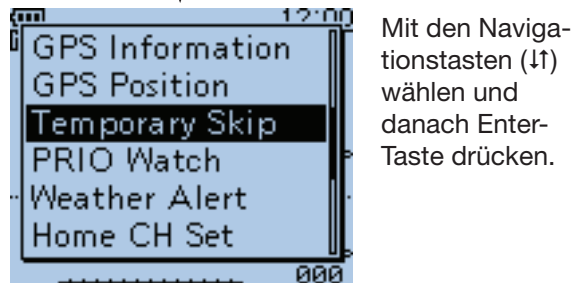 12:00
GPS Information
GPS Position
Temporary Skip
PRIO Watch
Weather Alert
Home CH Set
000
Mit den Naviga-
tionstasten (↓↑)
wählen und
danach Enter-
Taste drücken.